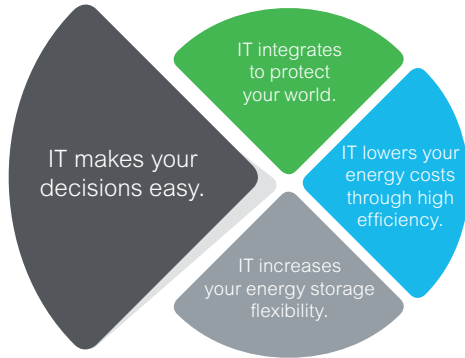 IT makes your
decisions easy.
IT integrates
to protect
your world.
IT lowers your
energy costs
through high
efficiency.
IT increases
your energy storage
flexibility.